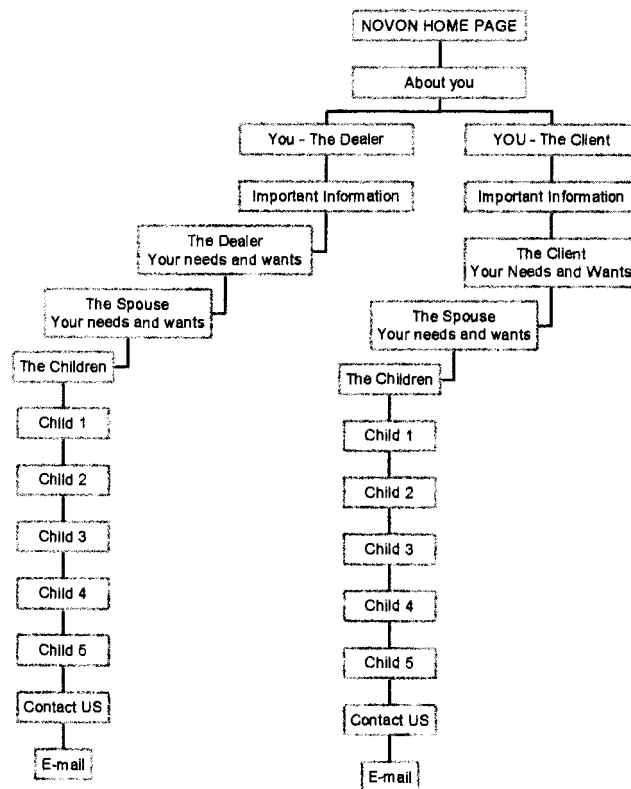 NOVON HOME PAGE
About you
You - The Dealer
YOU - The Client
Important Information
Important Information
The Dealer
Your needs and wants
The Client
Your Needs and Wants
The Spouse
Your needs and wants
The Spouse
Your needs and wants
The Children
The Children
Child 1
Child 1
Child 2
Child 2
Child 3
Child 3
Child 4
Child 4
Child 5
Child 5
Contact US
Contact US
E-mail
E-mail